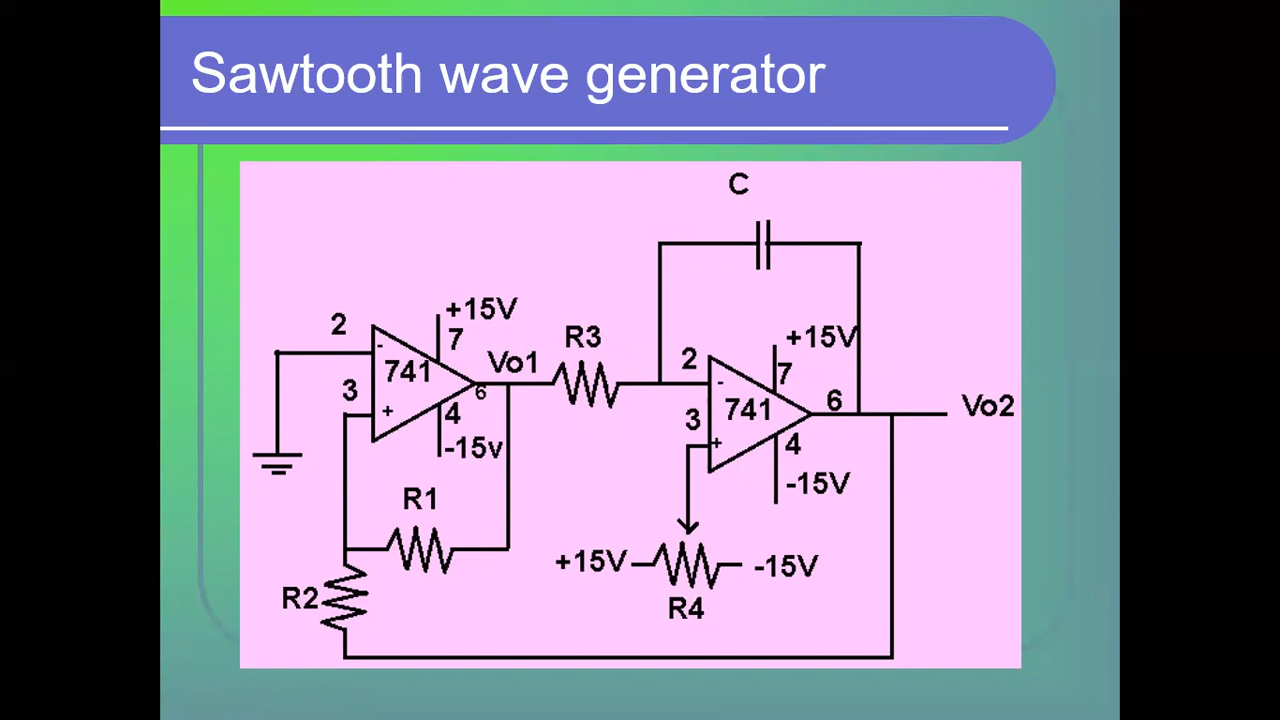 Sawtooth wave generator
C
+15V
2
7
R3
Vo1
+15V
-
741
2
7
3
6
-
+
4
741
6
Vo2
3
-15v
+
4
R1
-15V
+15V
-15V
R2
R4